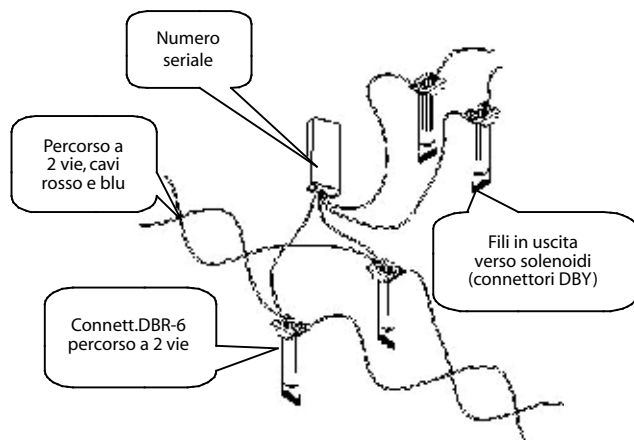 Numero
seriale
Percorso a
2 vie, cavi
rosso e blu
Fili in uscita
verso solenoidi
(connettori DBY)
Connett.DBR-6
percorso a 2 vie